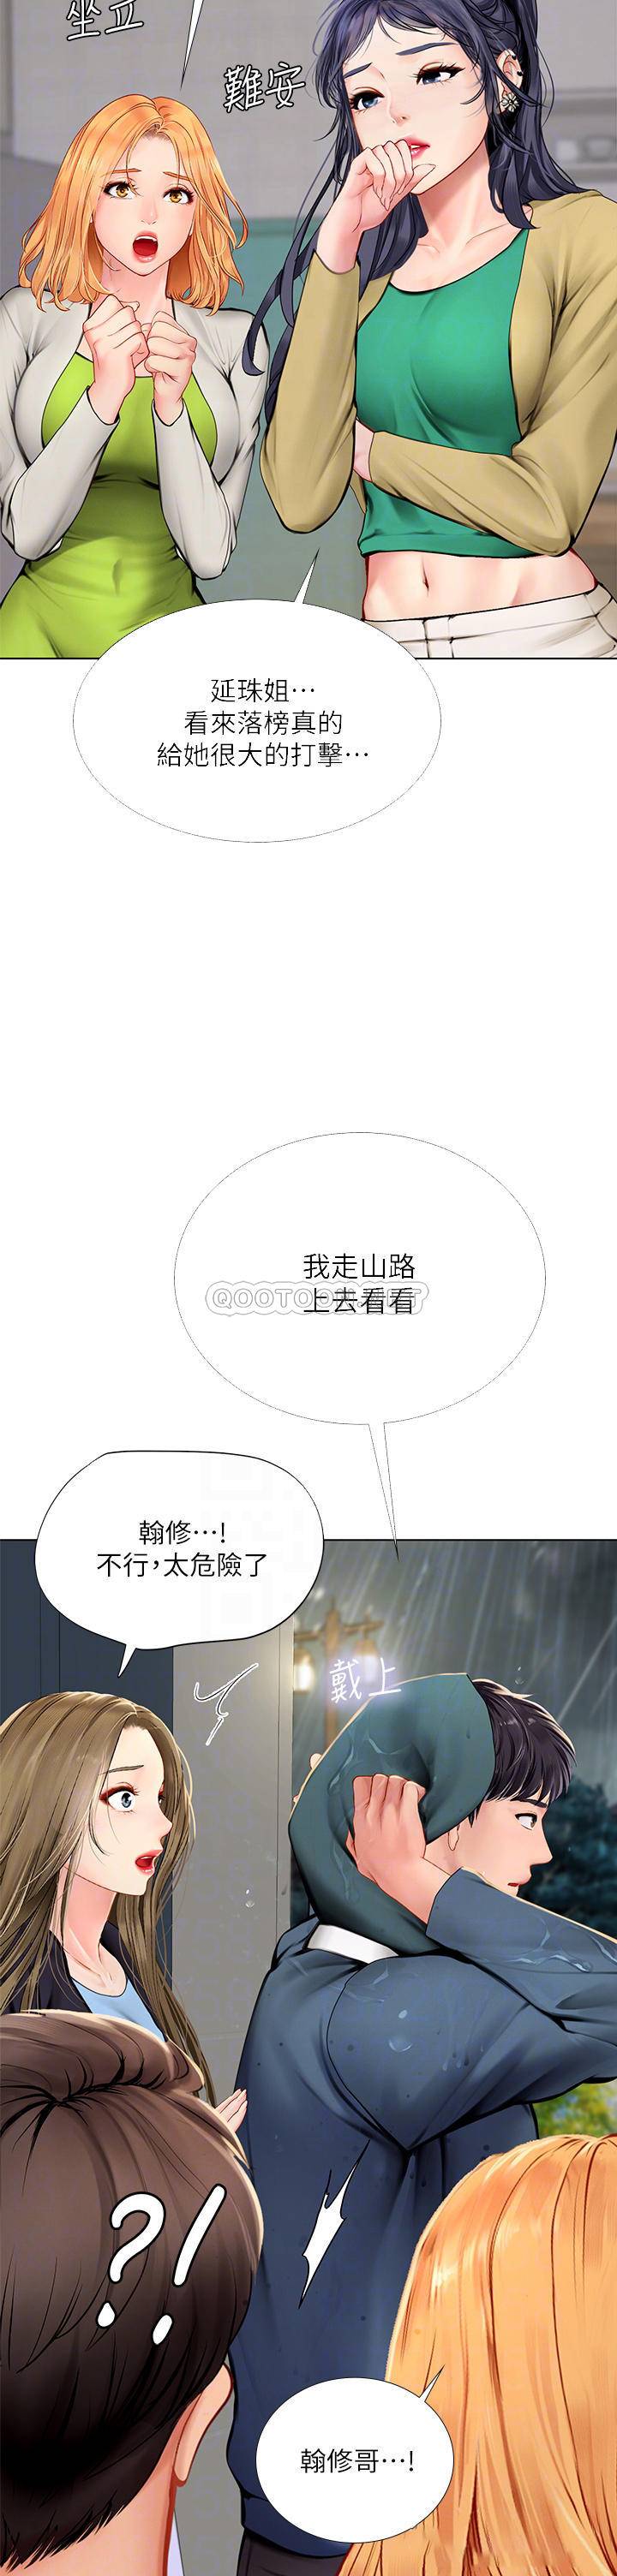 坐立
難安
延珠姐…
看來落榜真的
給她很大的打擊…
我走山路
上去看看
QOOTOON.NET
翰修…!
不行，太危險了
戴上
?!
翰修哥…!